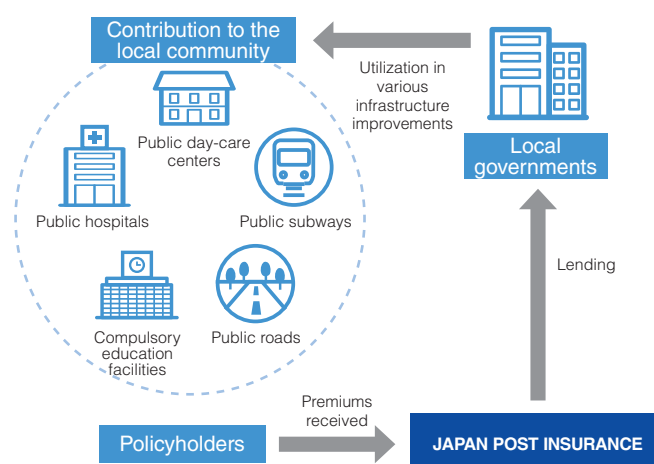 Contribution to the
local community
Utilization in
various
infrastructure
improvements
Local
governments
Public day-care
centers
Public hospitals
Public subways
Compulsory
education
facilities
Public roads
Lending
Premiums
received
Policyholders
JAPAN POST INSURANCE